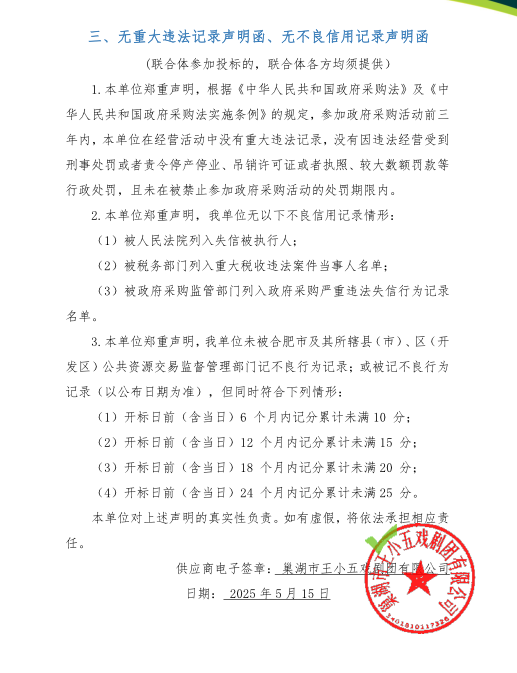 三、无重大违法记录声明函、无不良信用记录声明函
(联合体参加投标的，联合体各方均须提供)
1.本单位郑重声明，根据《中华人民共和国政府采购法》及《中
华人民共和国政府采购法实施条例》的规定，参加政府采购活动前三
年内，本单位在经营活动中没有重大违法记录，没有因违法经营受到
刑事处罚或者责令停产停业、吊销许可证或者执照、较大数额罚款等
行政处罚，且未在被禁止参加政府采购活动的处罚期限内。
2.本单位郑重声明，我单位无以下不良信用记录情形：
（1）被人民法院列入失信被执行人；
（2）被税务部门列入重大税收违法案件当事人名单；
（3）被政府采购监管部门列入政府采购严重违法失信行为记录
名单。
3.本单位郑重声明，我单位未被合肥市及其所辖县（市）、区（开
发区）公共资源交易监督管理部门记不良行为记录；或被记不良行为
记录（以公布日期为准），但同时符合下列情形：
（1）开标日前（含当日）6 个月内记分累计未满 10 分；
（2）开标日前（含当日）12 个月内记分累计未满 15 分；
（3）开标日前（含当日）18 个月内记分累计未满 20 分；
（4）开标日前（含当日）24 个月内记分累计未满 25 分。
本单位对上述声明的真实性负责。如有虚假，将依法承担相应责
任。
供应商电子签章：巢湖市王小五戏剧团有限公司
日期：2025 年 5 月 15 日
巢湖市王小五戏剧团有限公司